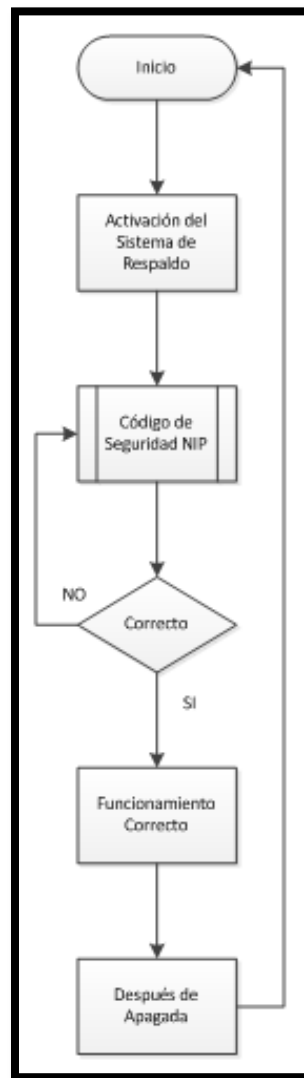 Inicio
Activación del
Sistema de
Respaldo
Código de
Seguridad NIP
NO
Correcto
SI
Funcionamiento
Correcto
Después de
Apagada